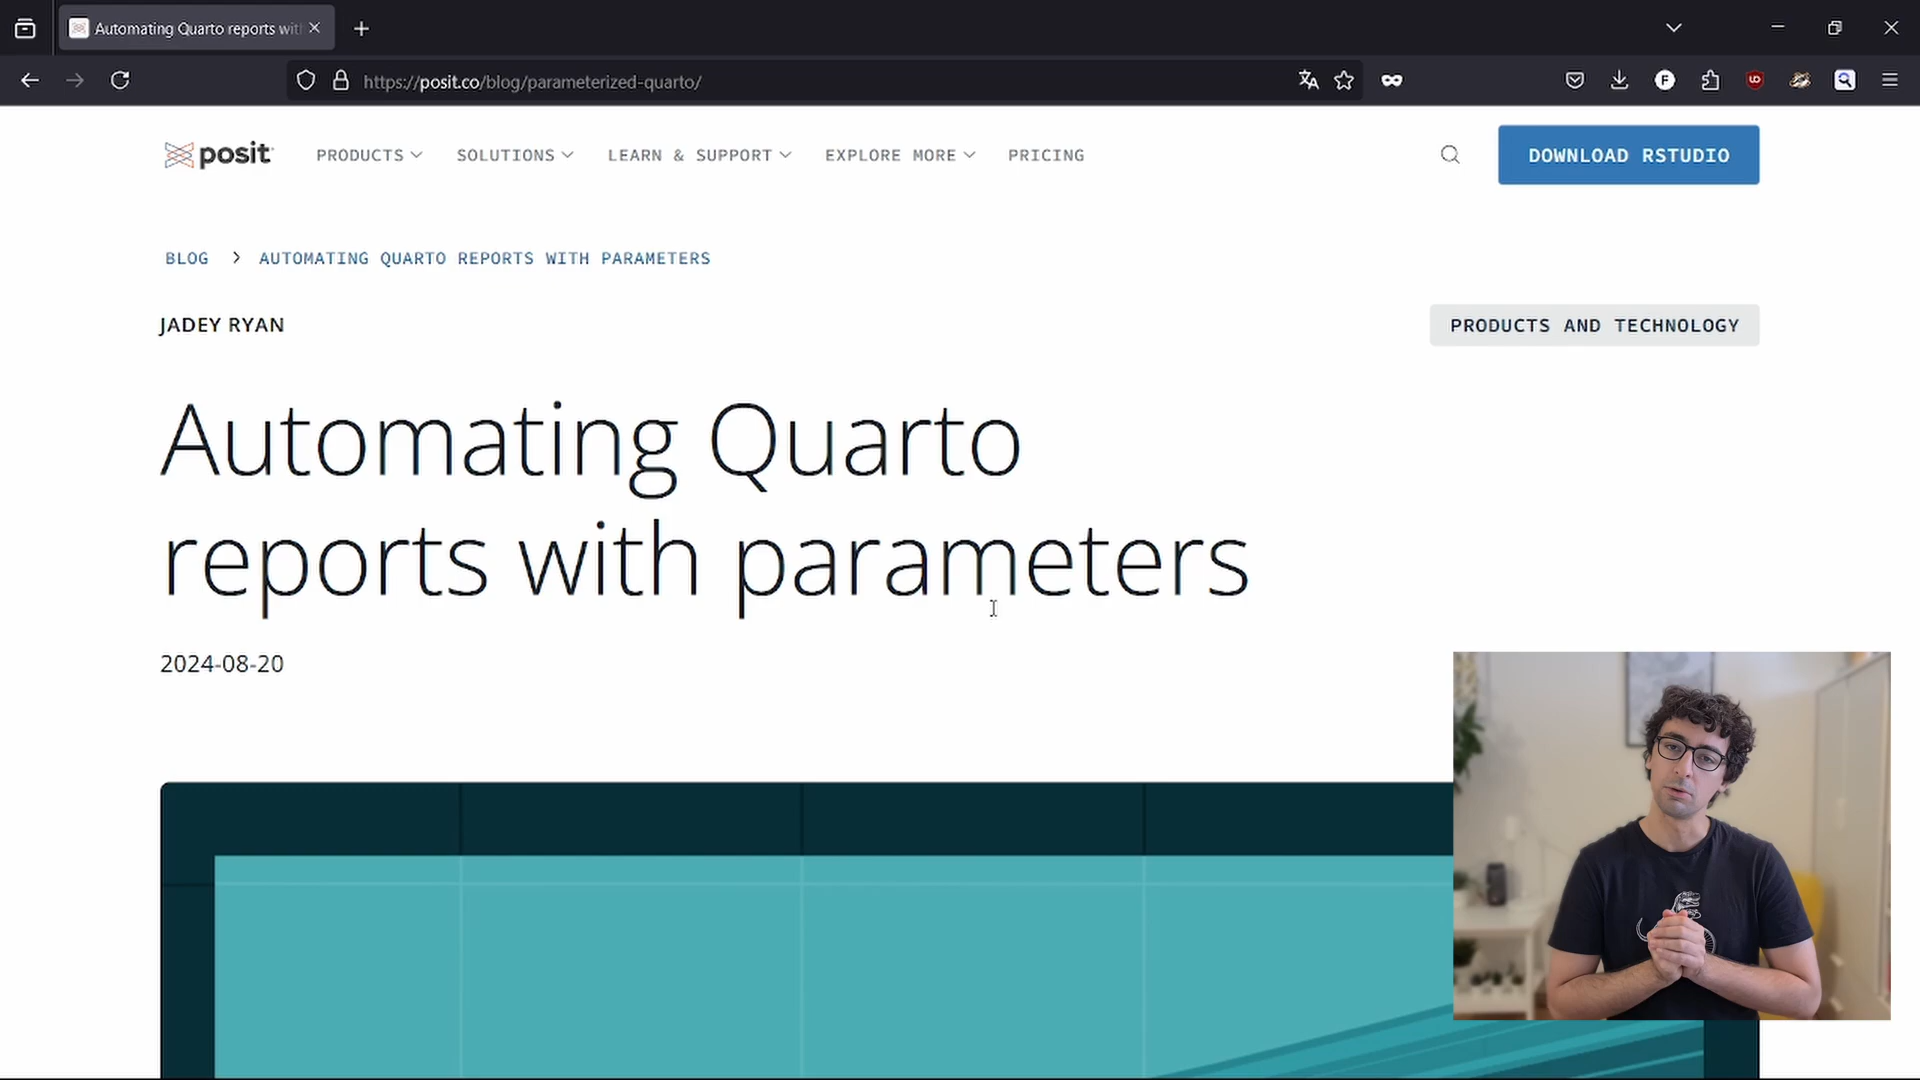 Automating Quarto reports wit
https://posit.co/blog/parameterized-quarto/
posit
PRODUCTS
SOLUTIONS
LEARN & SUPPORT
EXPLORE MORE
PRICING
DOWNLOAD RSTUDIO
BLOG > AUTOMATING QUARTO REPORTS WITH PARAMETERS
JADEY RYAN
PRODUCTS AND TECHNOLOGY
Automating Quarto
reports with parameters
2024-08-20